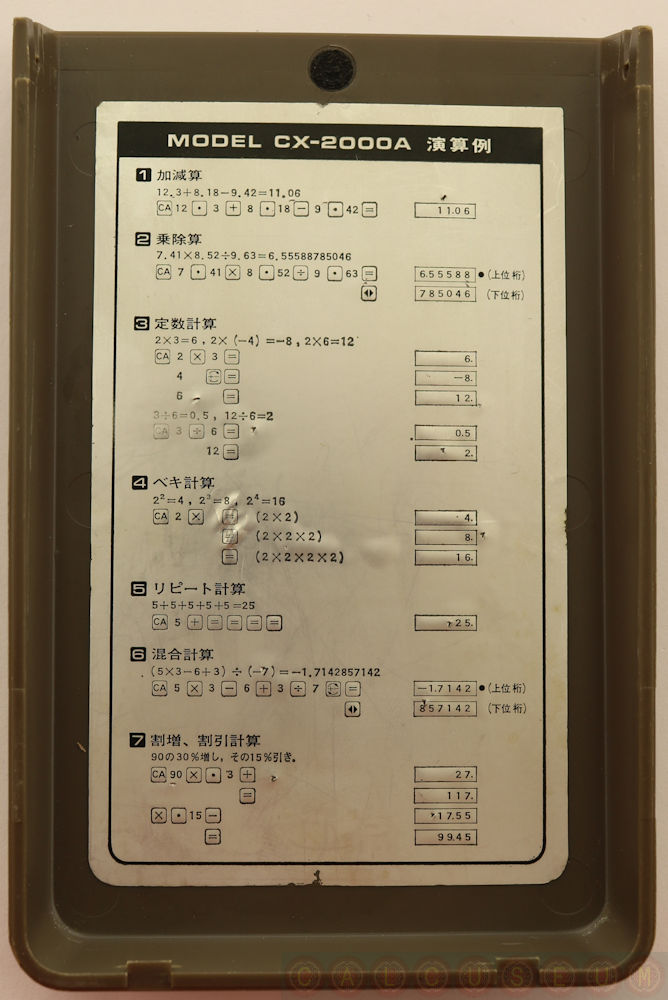 MODEL CX-2000A 演算例
1 加減算
12.3+8.18−9.42=11.06
CA 12 • 3 + 8 • 18 − 9 • 42 = 11.06
2 乗除算
7.41×8.52÷9.63=6.55588785046
CA 7 • 41 × 8 • 52 ÷ 9 • 63 = 6.55588 ●(上位桁)
◀▶ 785046 (下位桁)
3 定数計算
2×3=6, 2×(−4)=−8, 2×6=12
CA 2 × 3 = 6.
4 = −8.
6 = 12.
3÷6=0.5, 12÷6=2
CA 3 ÷ 6 = 0.5
12 = 2.
4 ベキ計算
2²=4, 2³=8, 2⁴=16
CA 2 × = (2×2) 4.
= (2×2×2) 8.
= (2×2×2×2) 16.
5 リピート計算
5+5+5+5+5=25
CA 5 + = = = = 25.
6 混合計算
(5×3−6+3)÷(−7)=−1.7142857142
CA 5 × 3 − 6 + 3 ÷ 7 = −1.7142 ●(上位桁)
◀▶ 857142 (下位桁)
7 割増、割引計算
90の30%増し, その15%引き.
CA 90 × • 3 + 27.
= 117.
× • 15 − 17.55
= 99.45
CALCUSEUM